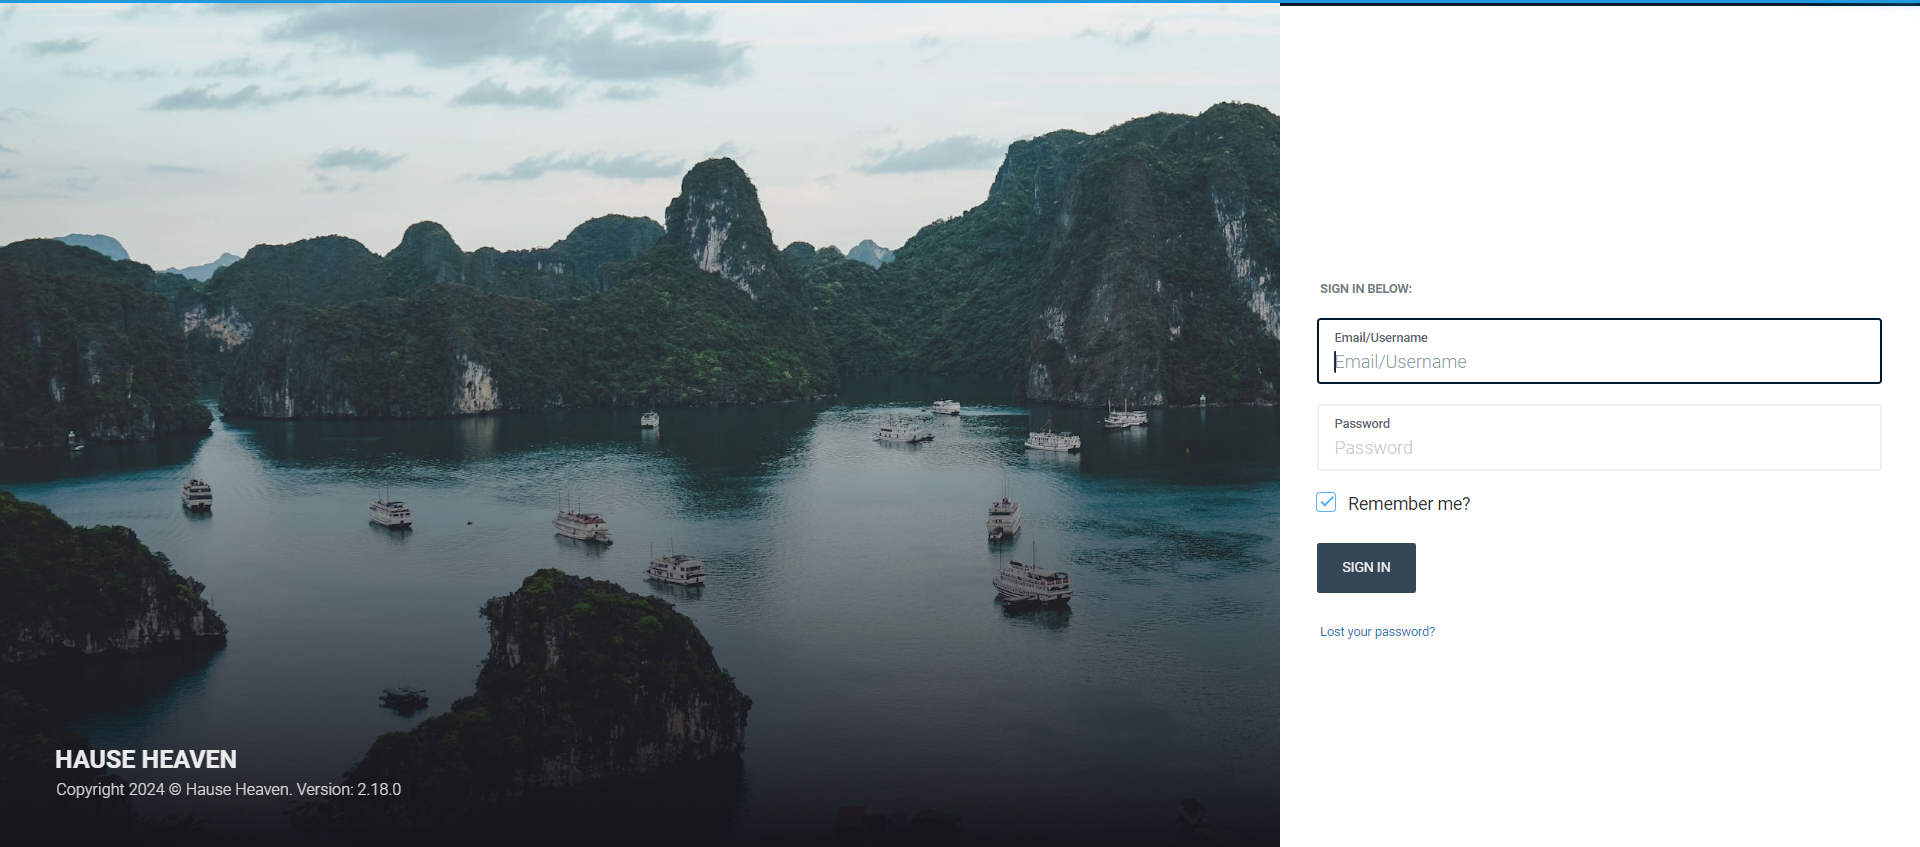 SIGN IN BELOW:
Email/Username
Email/Username
Password
Password
Remember me?
SIGN IN
Lost your password?
HAUSE HEAVEN
Copyright 2024 © Hause Heaven. Version: 2.18.0